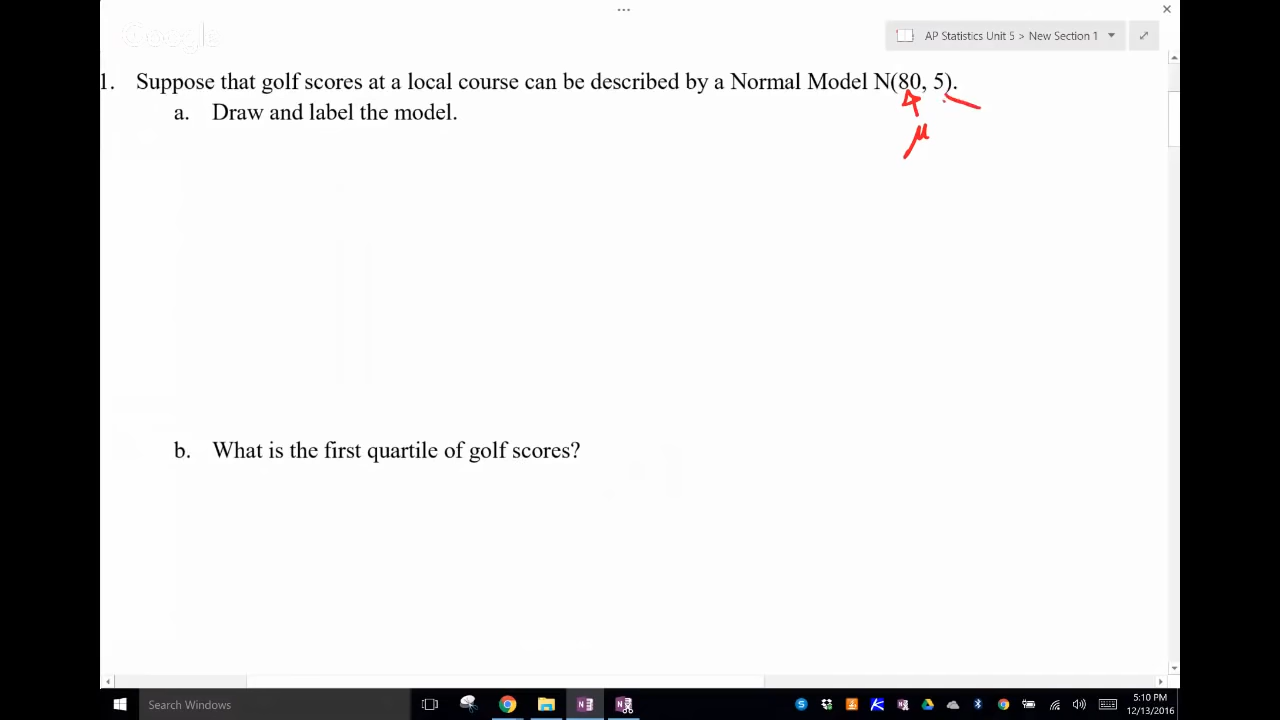 Google
AP Statistics Unit 5 > New Section 1
1. Suppose that golf scores at a local course can be described by a Normal Model N(80, 5).
μ
a. Draw and label the model.
b. What is the first quartile of golf scores?
Search Windows
5:10 PM
12/13/2016